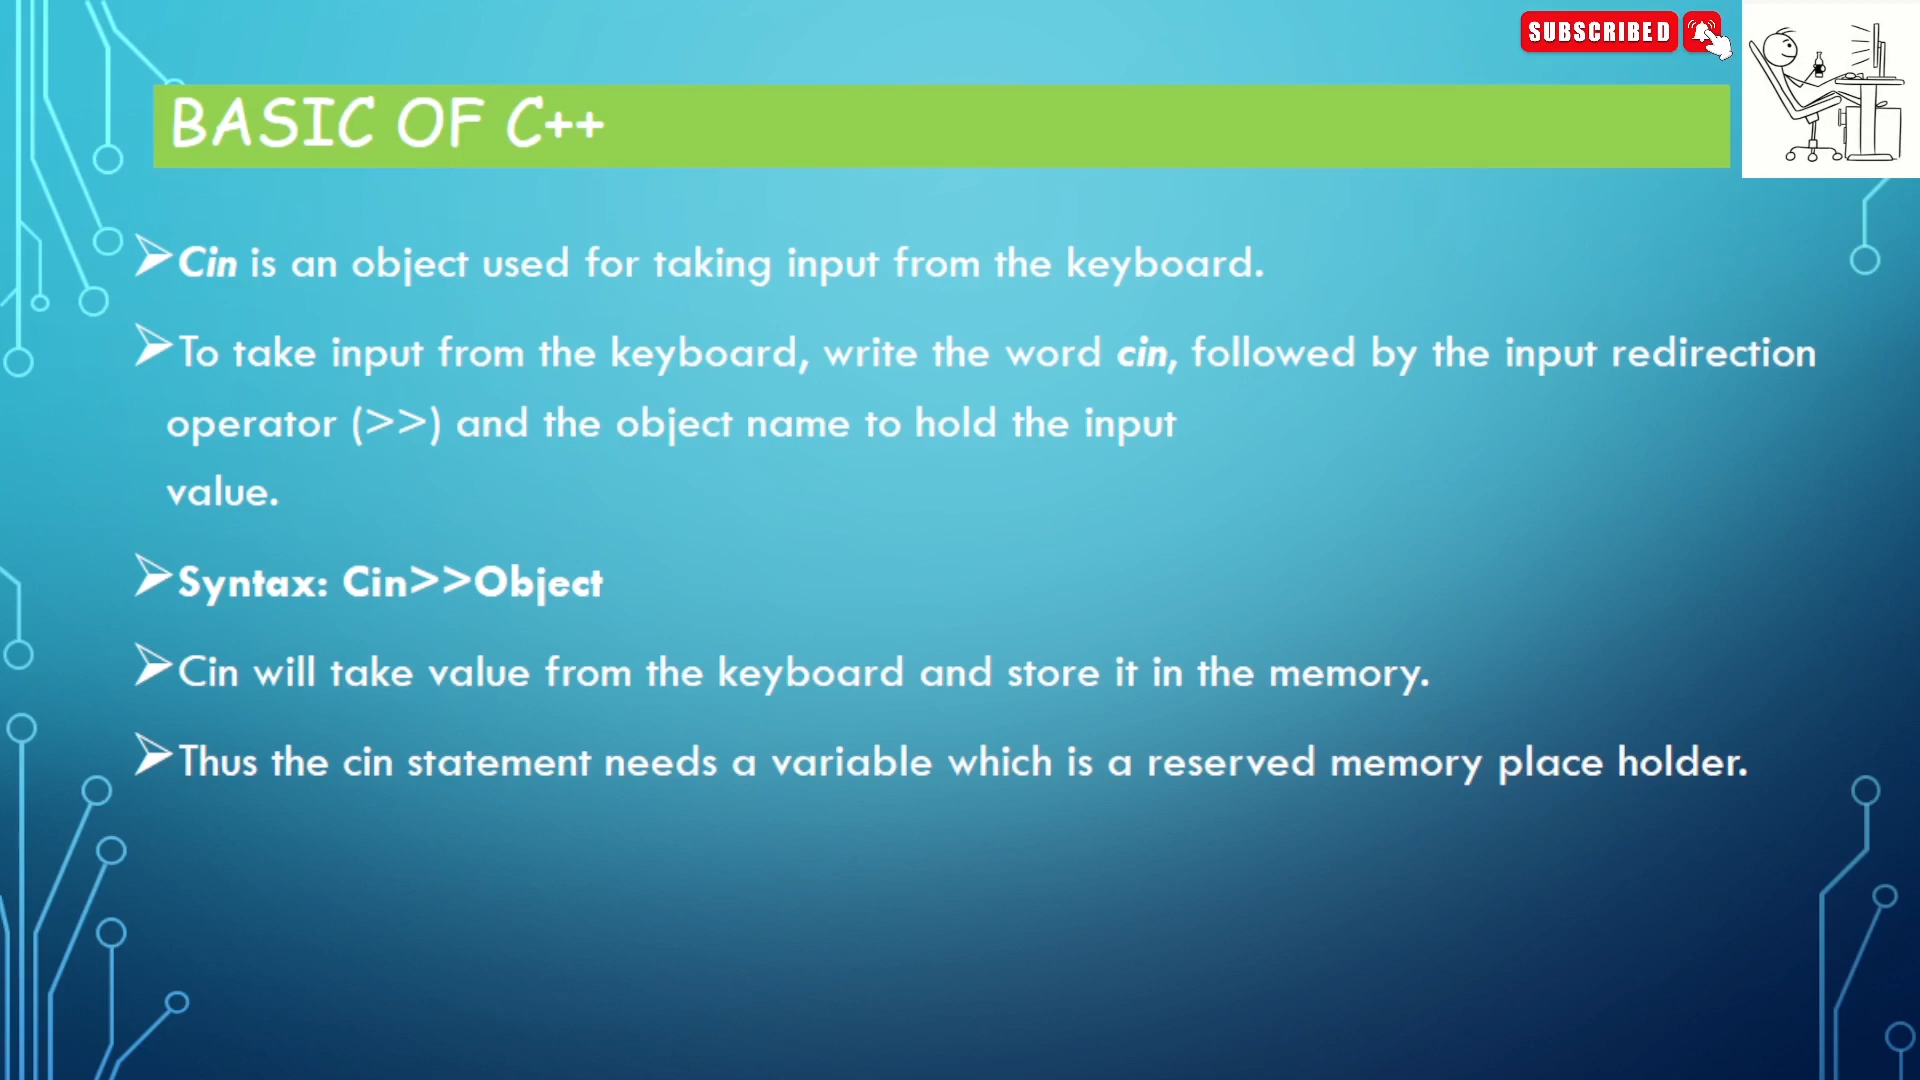 SUBSCRIBED
BASIC OF C++
Cin is an object used for taking input from the keyboard.
To take input from the keyboard, write the word cin, followed by the input redirection
operator (>>) and the object name to hold the input
value.
Syntax: Cin>>Object
Cin will take value from the keyboard and store it in the memory.
Thus the cin statement needs a variable which is a reserved memory place holder.